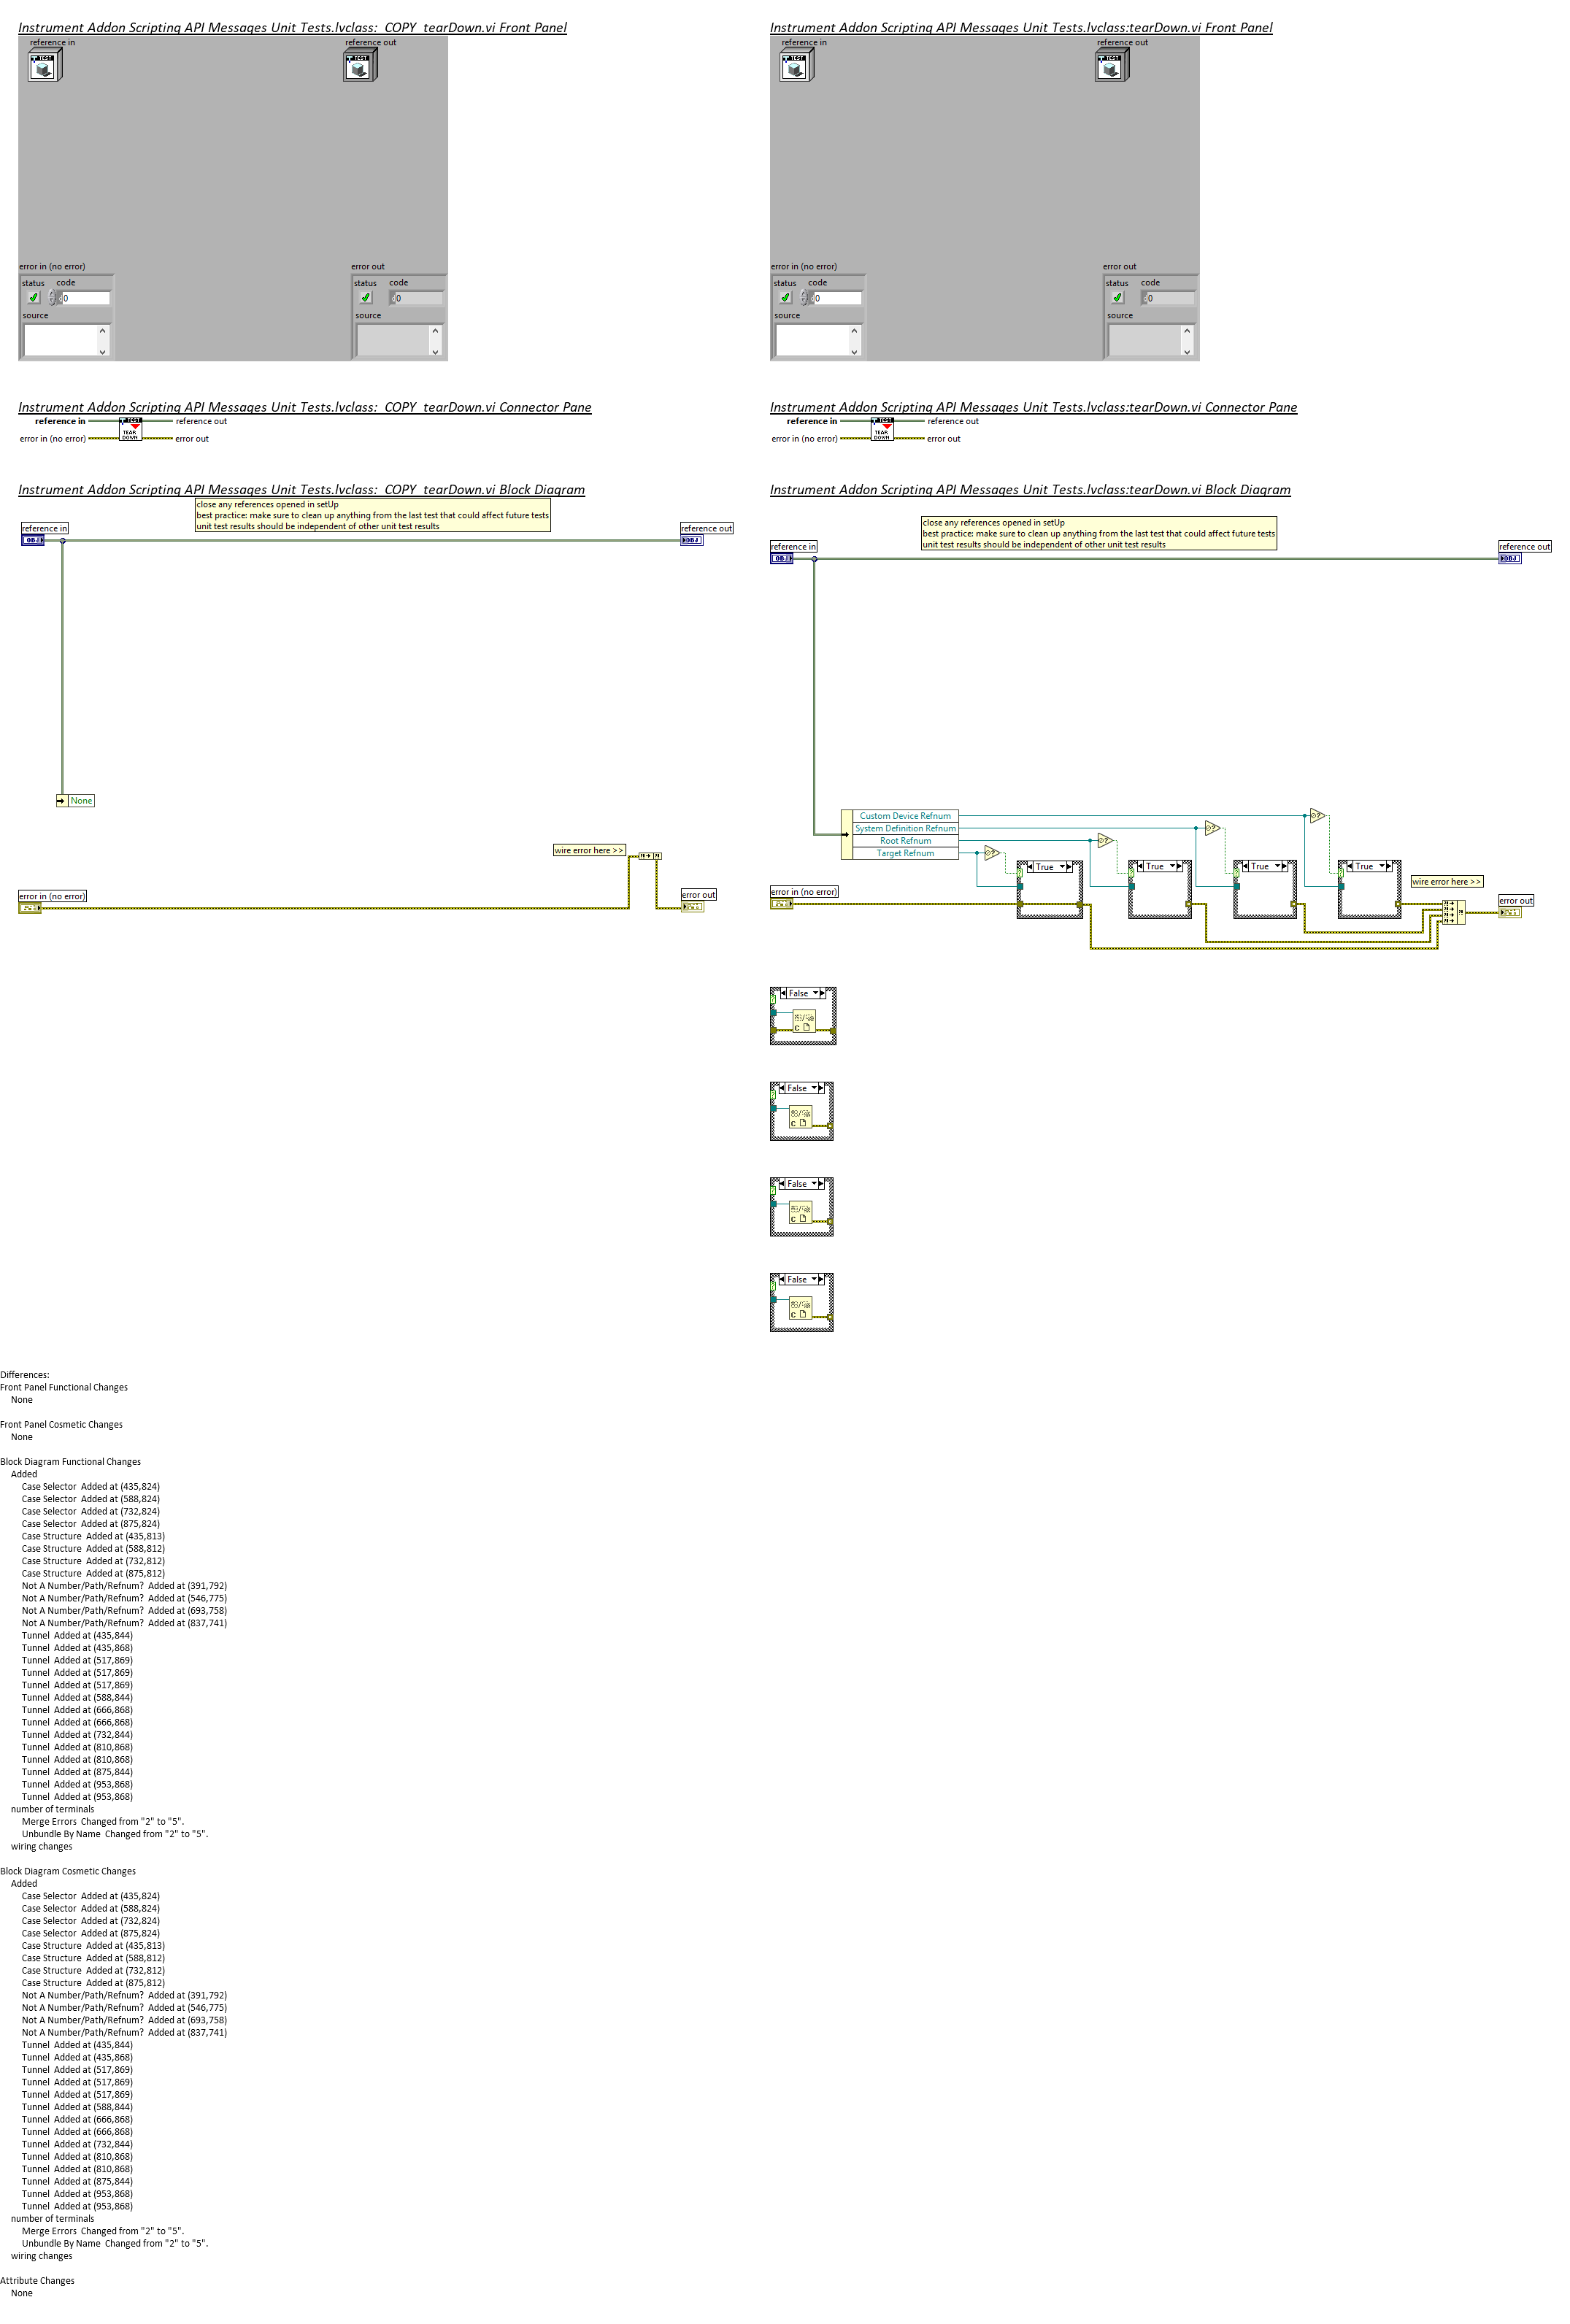 Instrument Addon Scripting API Messages Unit Tests.lvclass:_COPY_tearDown.vi Front Panel
reference in
reference out
TEST
TEST
error in (no error)
status
code
0
source
error out
status
code
0
source
Instrument Addon Scripting API Messages Unit Tests.lvclass:tearDown.vi Front Panel
reference in
reference out
TEST
TEST
error in (no error)
status
code
0
source
error out
status
code
0
source
Instrument Addon Scripting API Messages Unit Tests.lvclass:_COPY_tearDown.vi Connector Pane
reference in
reference out
error in (no error)
error out
TEST
TEAR
DOWN
Instrument Addon Scripting API Messages Unit Tests.lvclass:tearDown.vi Connector Pane
reference in
reference out
error in (no error)
error out
TEST
TEAR
DOWN
Instrument Addon Scripting API Messages Unit Tests.lvclass:_COPY_tearDown.vi Block Diagram
close any references opened in setUp
best practice: make sure to clean up anything from the last test that could affect future tests
unit test results should be independent of other unit test results
reference in
OBJ
reference out
OBJ
None
wire error here >>
error in (no error)
error out
Instrument Addon Scripting API Messages Unit Tests.lvclass:tearDown.vi Block Diagram
close any references opened in setUp
best practice: make sure to clean up anything from the last test that could affect future tests
unit test results should be independent of other unit test results
reference in
OBJ
reference out
OBJ
Custom Device Refnum
System Definition Refnum
Root Refnum
Target Refnum
True
True
True
True
wire error here >>
error in (no error)
error out
False
C
False
C
False
C
False
C
Differences:
Front Panel Functional Changes
None
Front Panel Cosmetic Changes
None
Block Diagram Functional Changes
Added
Case Selector  Added at (435,824)
Case Selector  Added at (588,824)
Case Selector  Added at (732,824)
Case Selector  Added at (875,824)
Case Structure  Added at (435,813)
Case Structure  Added at (588,812)
Case Structure  Added at (732,812)
Case Structure  Added at (875,812)
Not A Number/Path/Refnum?  Added at (391,792)
Not A Number/Path/Refnum?  Added at (546,775)
Not A Number/Path/Refnum?  Added at (693,758)
Not A Number/Path/Refnum?  Added at (837,741)
Tunnel  Added at (435,844)
Tunnel  Added at (435,868)
Tunnel  Added at (517,869)
Tunnel  Added at (517,869)
Tunnel  Added at (517,869)
Tunnel  Added at (588,844)
Tunnel  Added at (666,868)
Tunnel  Added at (666,868)
Tunnel  Added at (732,844)
Tunnel  Added at (810,868)
Tunnel  Added at (810,868)
Tunnel  Added at (875,844)
Tunnel  Added at (953,868)
Tunnel  Added at (953,868)
number of terminals
Merge Errors  Changed from "2" to "5".
Unbundle By Name  Changed from "2" to "5".
wiring changes
Block Diagram Cosmetic Changes
Added
Case Selector  Added at (435,824)
Case Selector  Added at (588,824)
Case Selector  Added at (732,824)
Case Selector  Added at (875,824)
Case Structure  Added at (435,813)
Case Structure  Added at (588,812)
Case Structure  Added at (732,812)
Case Structure  Added at (875,812)
Not A Number/Path/Refnum?  Added at (391,792)
Not A Number/Path/Refnum?  Added at (546,775)
Not A Number/Path/Refnum?  Added at (693,758)
Not A Number/Path/Refnum?  Added at (837,741)
Tunnel  Added at (435,844)
Tunnel  Added at (435,868)
Tunnel  Added at (517,869)
Tunnel  Added at (517,869)
Tunnel  Added at (517,869)
Tunnel  Added at (588,844)
Tunnel  Added at (666,868)
Tunnel  Added at (666,868)
Tunnel  Added at (732,844)
Tunnel  Added at (810,868)
Tunnel  Added at (810,868)
Tunnel  Added at (875,844)
Tunnel  Added at (953,868)
Tunnel  Added at (953,868)
number of terminals
Merge Errors  Changed from "2" to "5".
Unbundle By Name  Changed from "2" to "5".
wiring changes
Attribute Changes
None